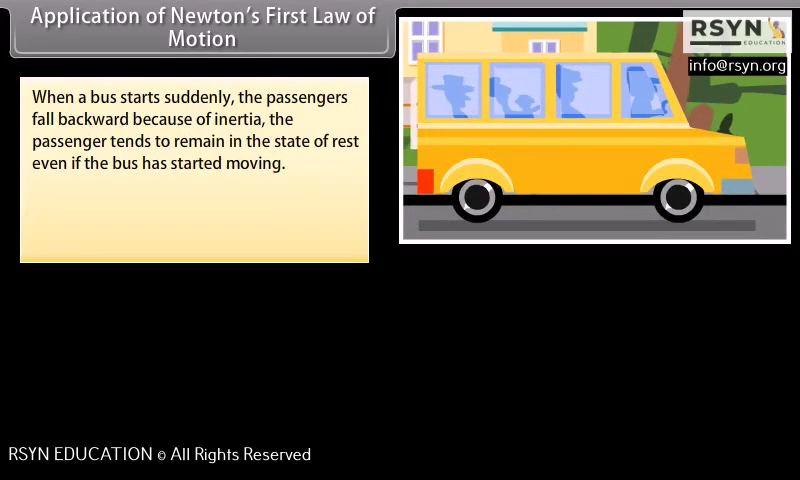 Application of Newton's First Law of
Motion
RSYN
EDUCATION
info@rsyn.org
When a bus starts suddenly, the passengers
fall backward because of inertia, the
passenger tends to remain in the state of rest
even if the bus has started moving.
RSYN EDUCATION © All Rights Reserved